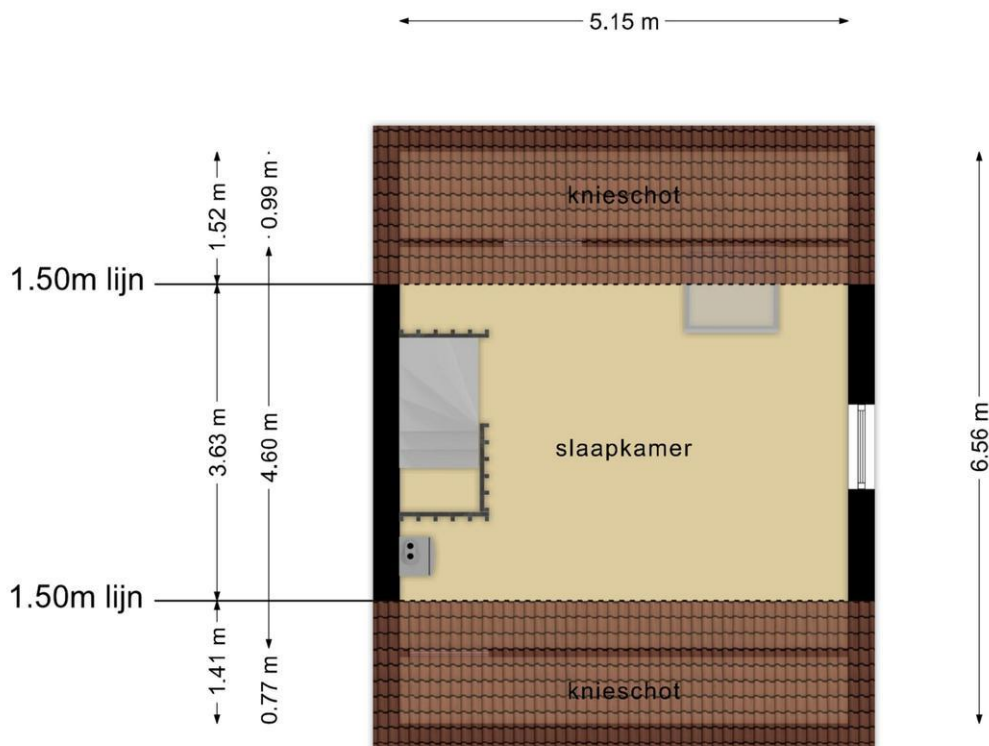 5.15 m
knieschot
1.52 m
0.99 m
1.50m lijn
3.63 m
4.60 m
slaapkamer
6.56 m
1.50m lijn
1.41 m
0.77 m
knieschot